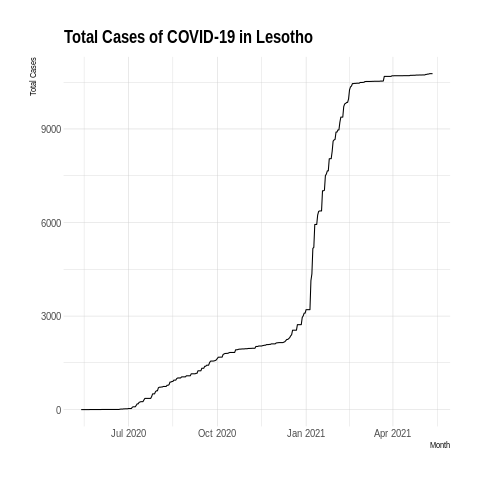 Total Cases of COVID-19 in Lesotho
Total Cases
9000
6000
3000
0
Jul 2020 Oct 2020 Jan 2021 Apr 2021
Month